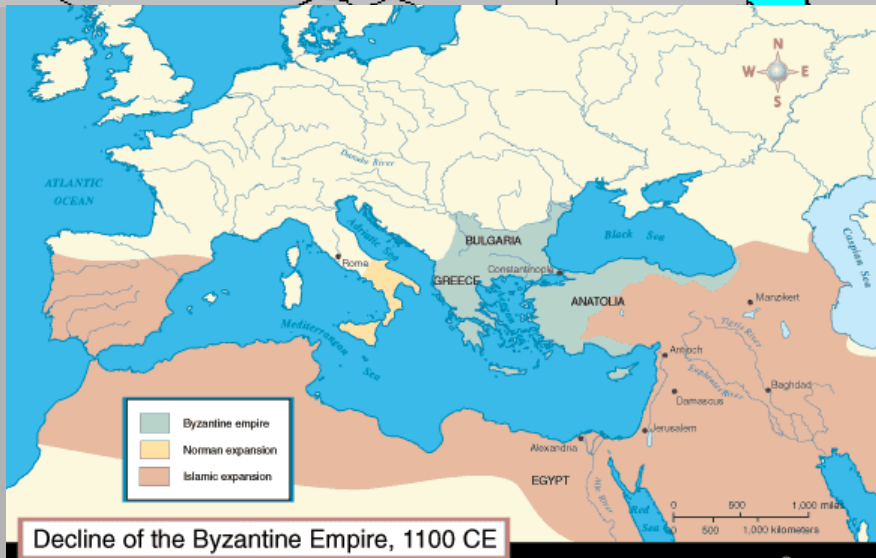 N
W E
S
Danube River
ATLANTIC
OCEAN
Adriatic Sea
BULGARIA
Black Sea
Caspian Sea
Roma
Constantinople
GREECE
ANATOLIA
Manzikert
Mediterranean
Sea
Tigris River
Antioch
Euphrates River
Baghdad
Damascus
Jerusalem
Alexandria
EGYPT
Nile River
Red
Sea
Byzantine empire
Norman expansion
Islamic expansion
0 500 1,000 miles
0 500 1,000 kilometers
Decline of the Byzantine Empire, 1100 CE